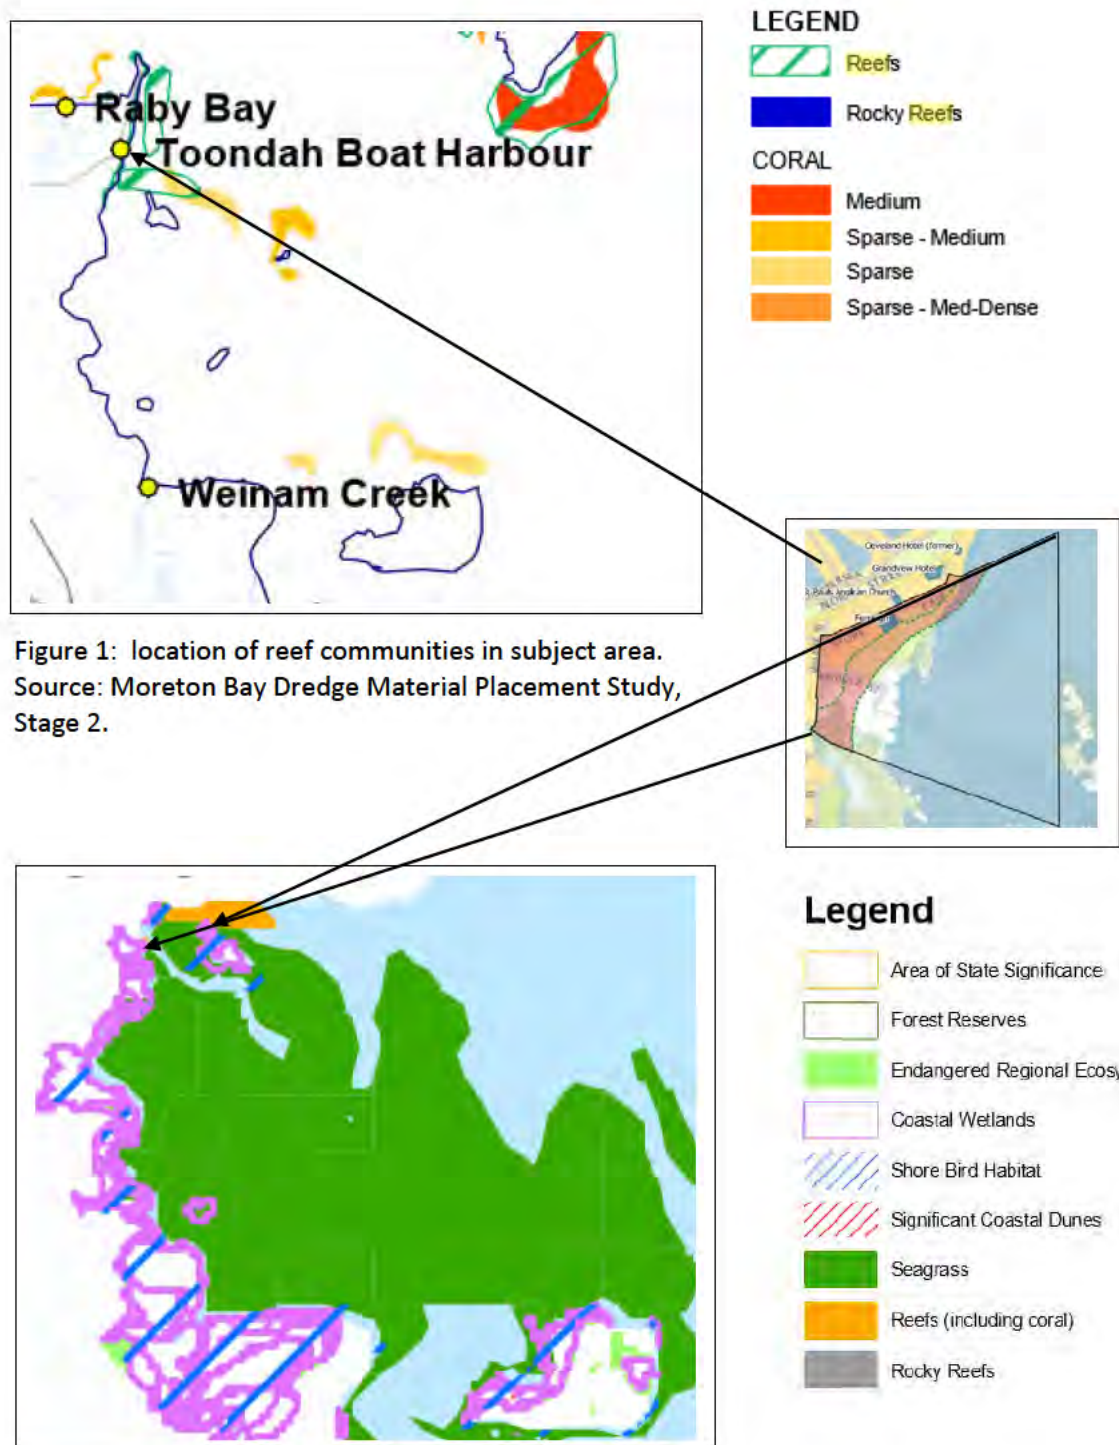 LEGEND
Reefs
Rocky Reefs
CORAL
Medium
Sparse - Medium
Sparse
Sparse - Med-Dense
Raby Bay
Toondah Boat Harbour
Weinam Creek
Figure 1: location of reef communities in subject area.
Source: Moreton Bay Dredge Material Placement Study,
Stage 2.
Cleveland Hotel (former)
Grandview Hotel
Pauls Anglican Church
Legend
Area of State Significance
Forest Reserves
Endangered Regional Ecosy
Coastal Wetlands
Shore Bird Habitat
Significant Coastal Dunes
Seagrass
Reefs (including coral)
Rocky Reefs